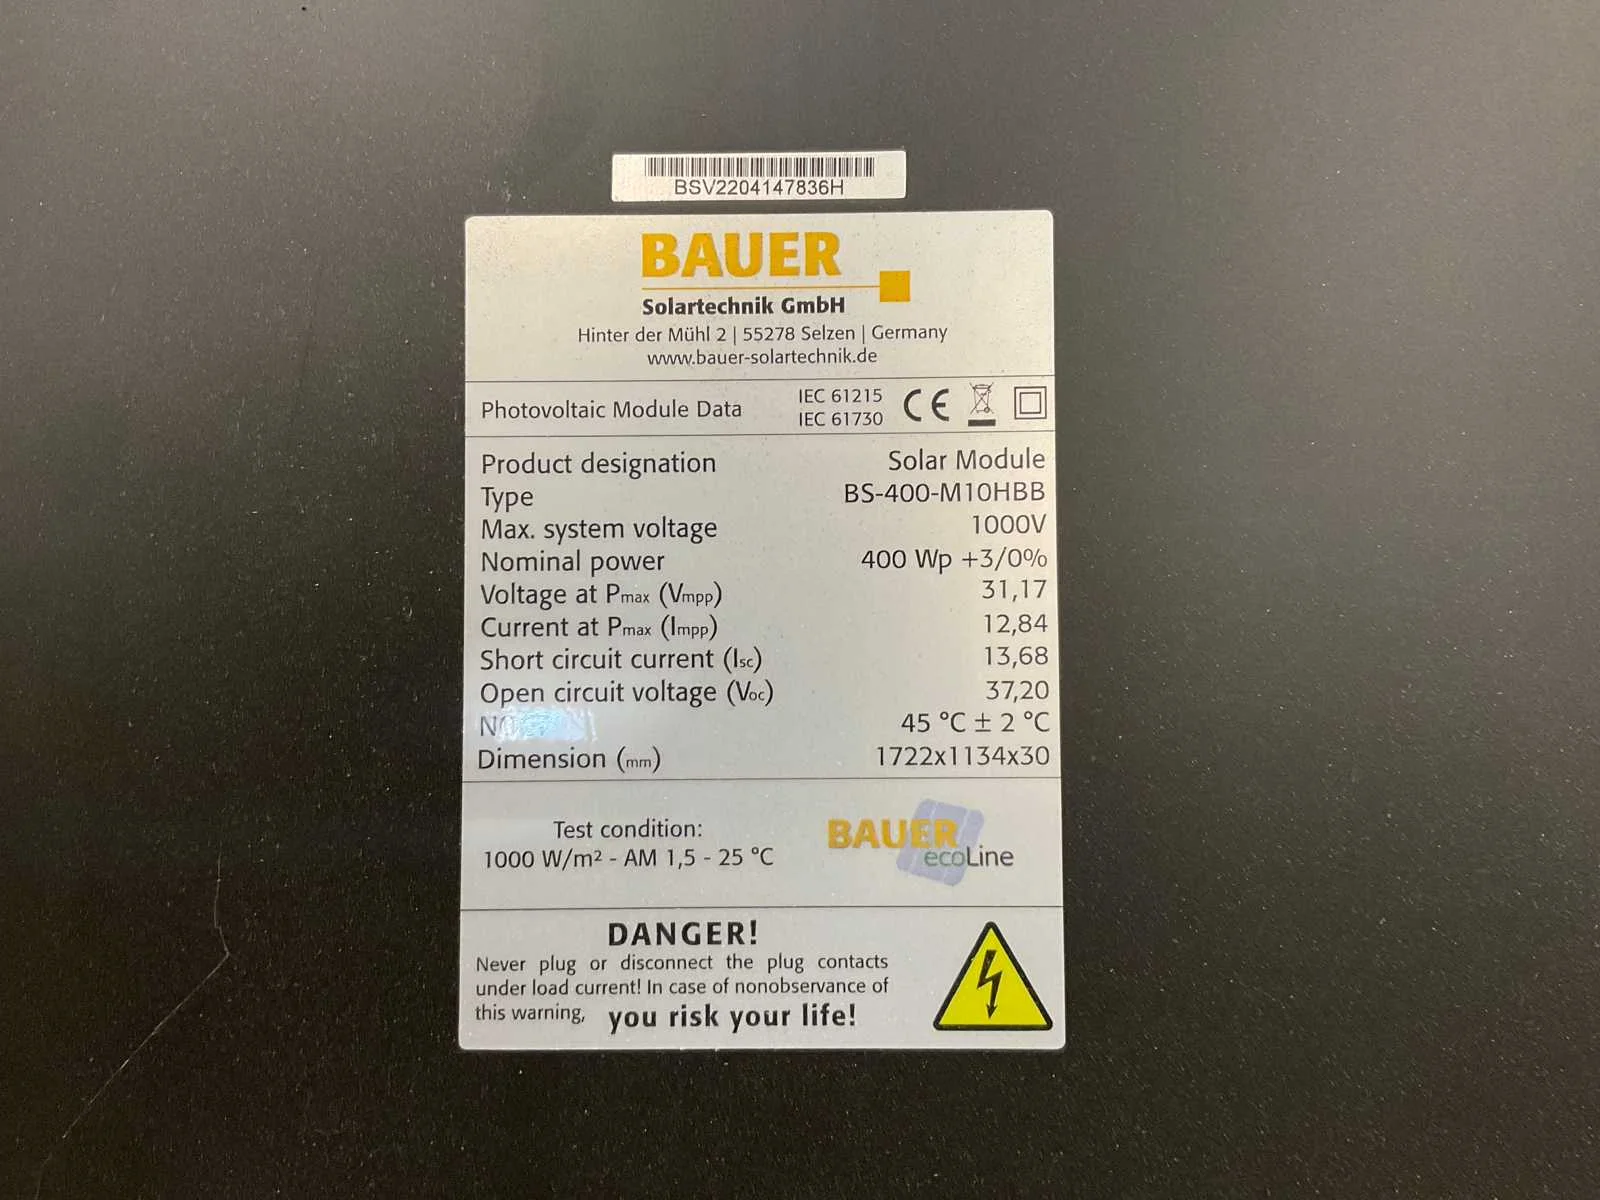 BSV2204147836H
BAUER
Solartechnik GmbH
Hinter der Mühl 2 | 55278 Selzen | Germany
www.bauer-solartechnik.de
Photovoltaic Module Data
IEC 61215
IEC 61730
CE
Product designation Solar Module
Type BS-400-M10HBB
Max. system voltage 1000V
Nominal power 400 Wp +3/0%
Voltage at Pmax (Vmpp) 31,17
Current at Pmax (Impp) 12,84
Short circuit current (Isc) 13,68
Open circuit voltage (Voc) 37,20
45 °C ± 2 °C
Dimension (mm) 1722x1134x30
Test condition:
1000 W/m² - AM 1,5 - 25 °C
BAUER
ecoLine
DANGER!
Never plug or disconnect the plug contacts
under load current! In case of nonobservance of
this warning, you risk your life!